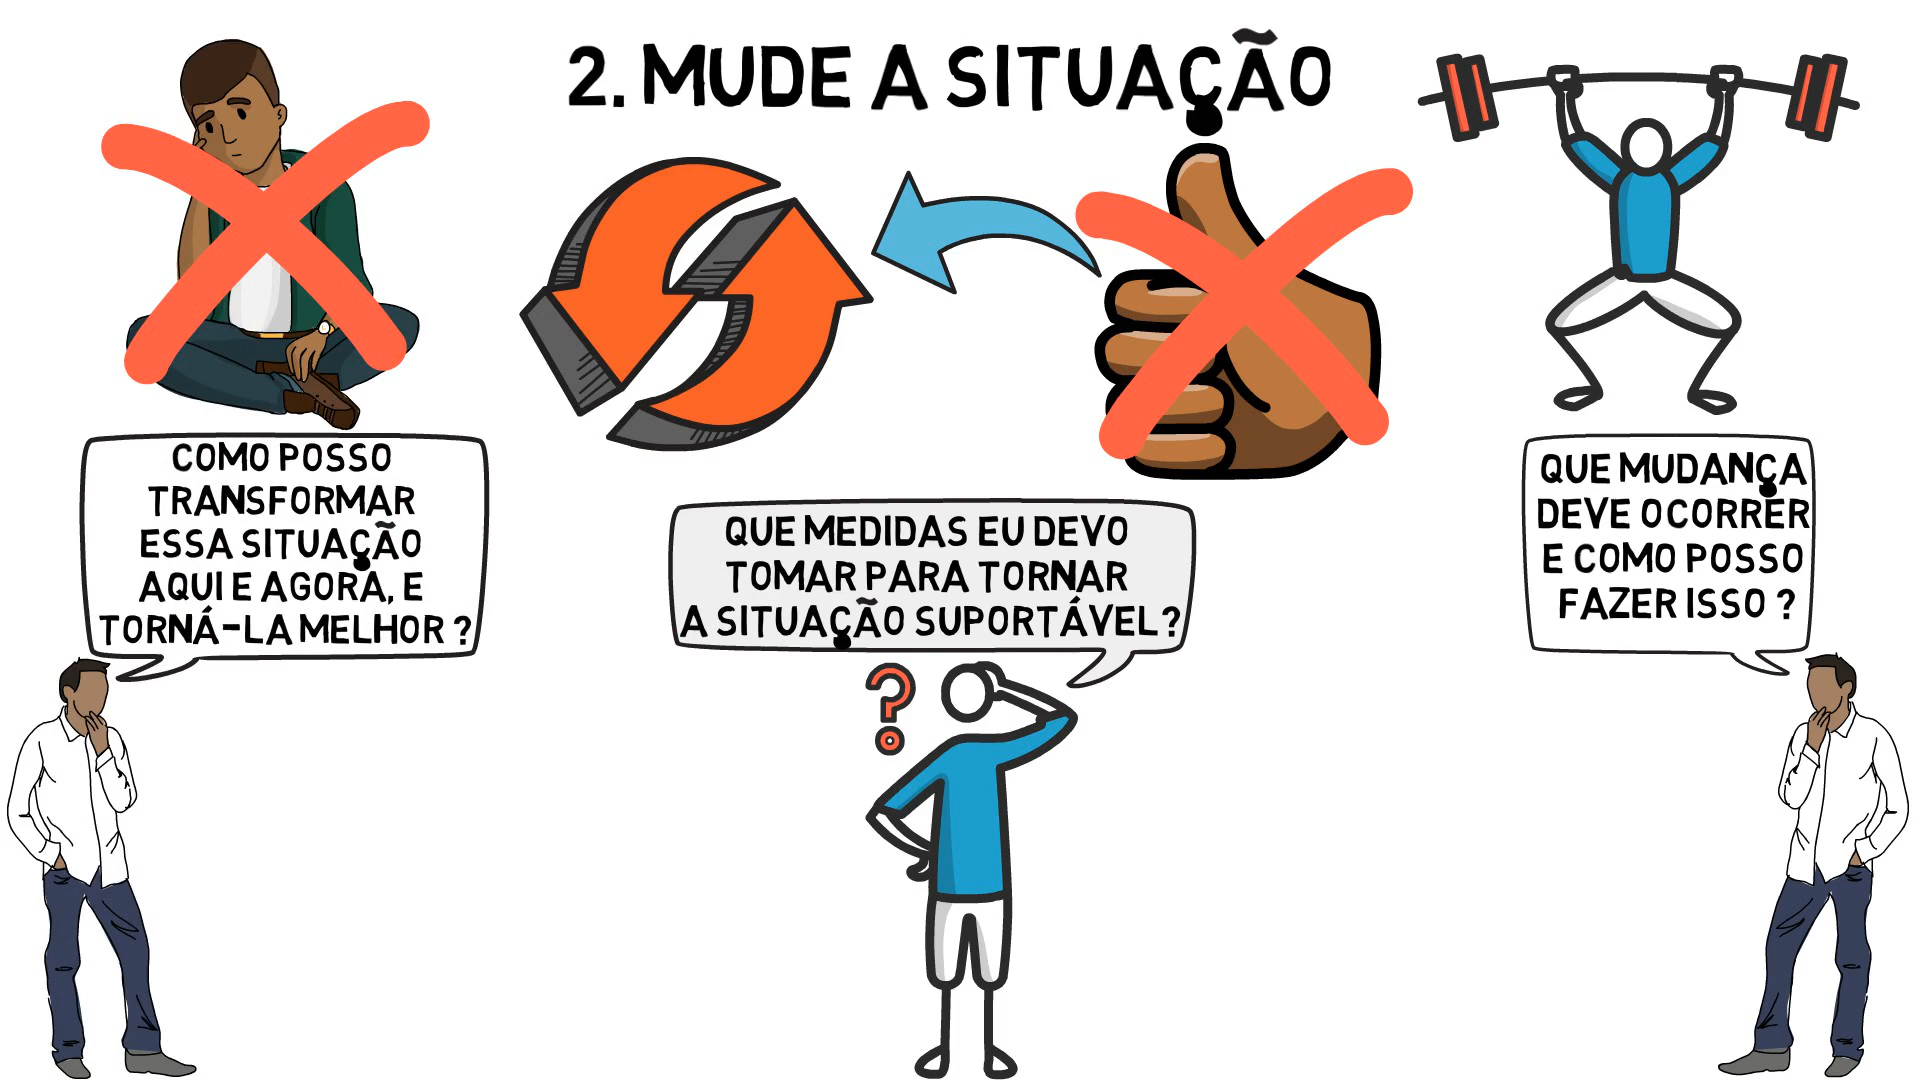 2. MUDE A SITUAÇÃO
COMO POSSO
TRANSFORMAR
ESSA SITUAÇÃO
AQUI E AGORA, E
TORNÁ-LA MELHOR ?
QUE MEDIDAS EU DEVO
TOMAR PARA TORNAR
A SITUAÇÃO SUPORTÁVEL?
?
QUE MUDANÇA
DEVE OCORRER
E COMO POSSO
FAZER ISSO ?